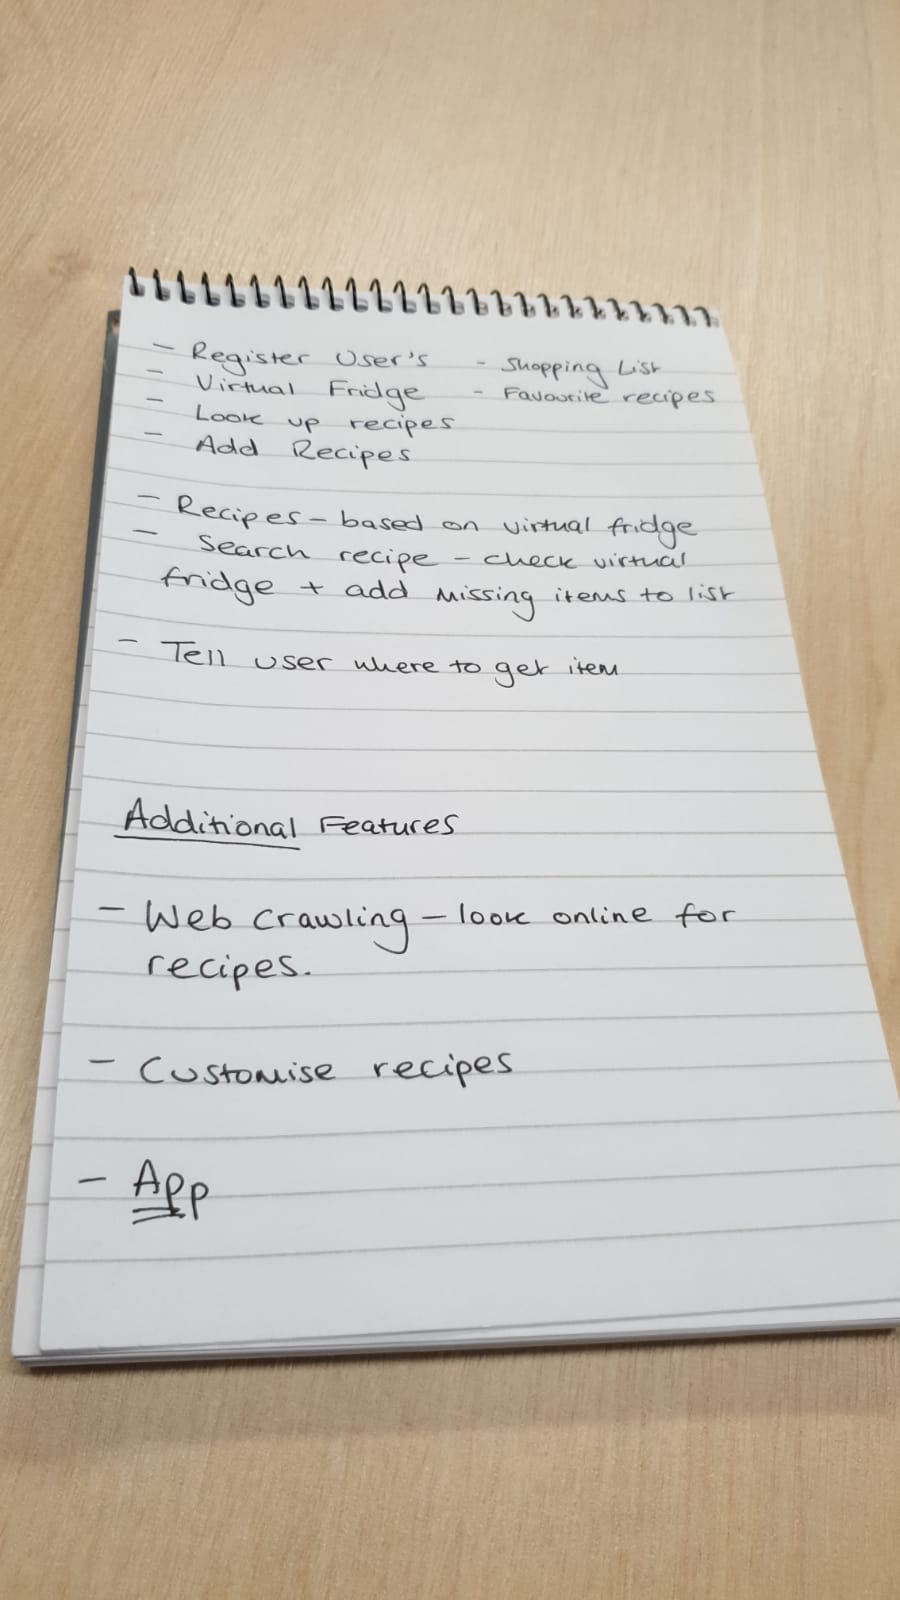 - Register User's - Shopping List
- Virtual Fridge - Favourite recipes
- Look up recipes
- Add Recipes
- Recipes - based on virtual fridge
- Search recipe - check virtual
fridge + add missing items to list
- Tell user where to get item
Additional Features
- Web crawling - look online for
recipes.
- Customise recipes
- App